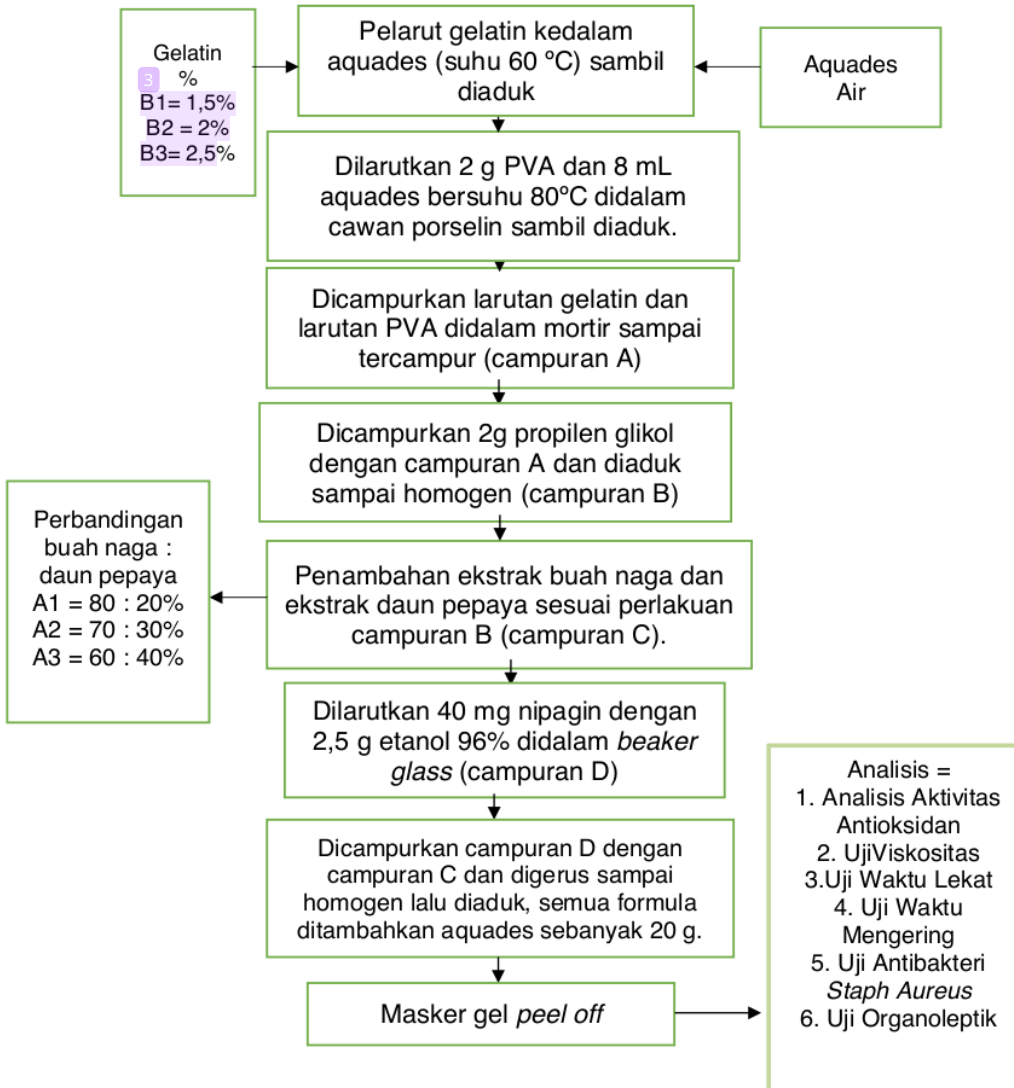 Gelatin
3 %
B1= 1,5%
B2 = 2%
B3= 2,5%
Pelarut gelatin kedalam
aquades (suhu 60 ºC) sambil
diaduk
Aquades
Air
Dilarutkan 2 g PVA dan 8 mL
aquades bersuhu 80ºC didalam
cawan porselin sambil diaduk.
Dicampurkan larutan gelatin dan
larutan PVA didalam mortir sampai
tercampur (campuran A)
Dicampurkan 2g propilen glikol
dengan campuran A dan diaduk
sampai homogen (campuran B)
Perbandingan
buah naga :
daun pepaya
A1 = 80 : 20%
A2 = 70 : 30%
A3 = 60 : 40%
Penambahan ekstrak buah naga dan
ekstrak daun pepaya sesuai perlakuan
campuran B (campuran C).
Dilarutkan 40 mg nipagin dengan
2,5 g etanol 96% didalam beaker
glass (campuran D)
Dicampurkan campuran D dengan
campuran C dan digerus sampai
homogen lalu diaduk, semua formula
ditambahkan aquades sebanyak 20 g.
Masker gel peel off
Analisis =
1. Analisis Aktivitas
Antioksidan
2. UjiViskositas
3.Uji Waktu Lekat
4. Uji Waktu
Mengering
5. Uji Antibakteri
Staph Aureus
6. Uji Organoleptik